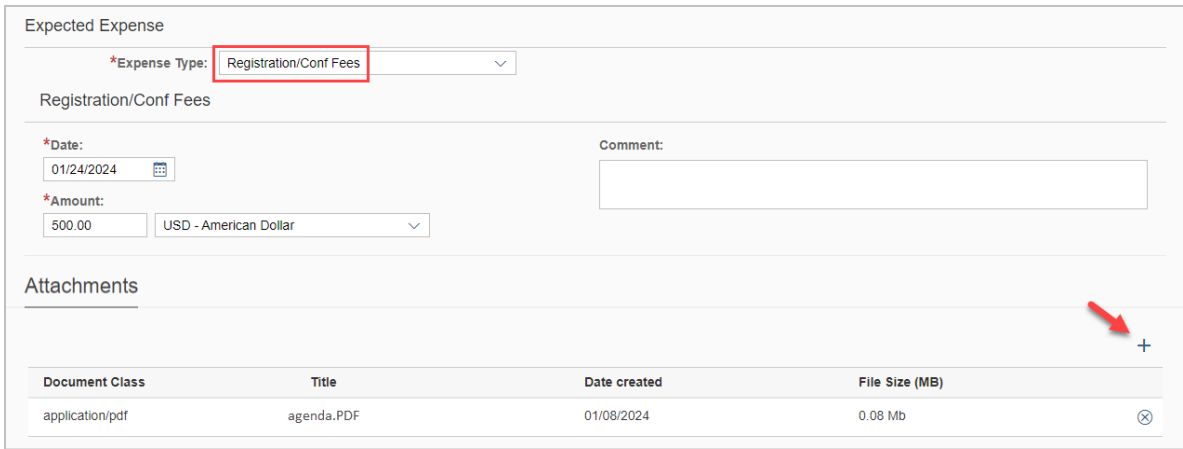 Expected Expense
*Expense Type: Registration/Conf Fees
Registration/Conf Fees
*Date:
01/24/2024
Comment:
*Amount:
500.00 USD - American Dollar
Attachments
+
Document Class Title Date created File Size (MB)
application/pdf agenda.PDF 01/08/2024 0.08 Mb